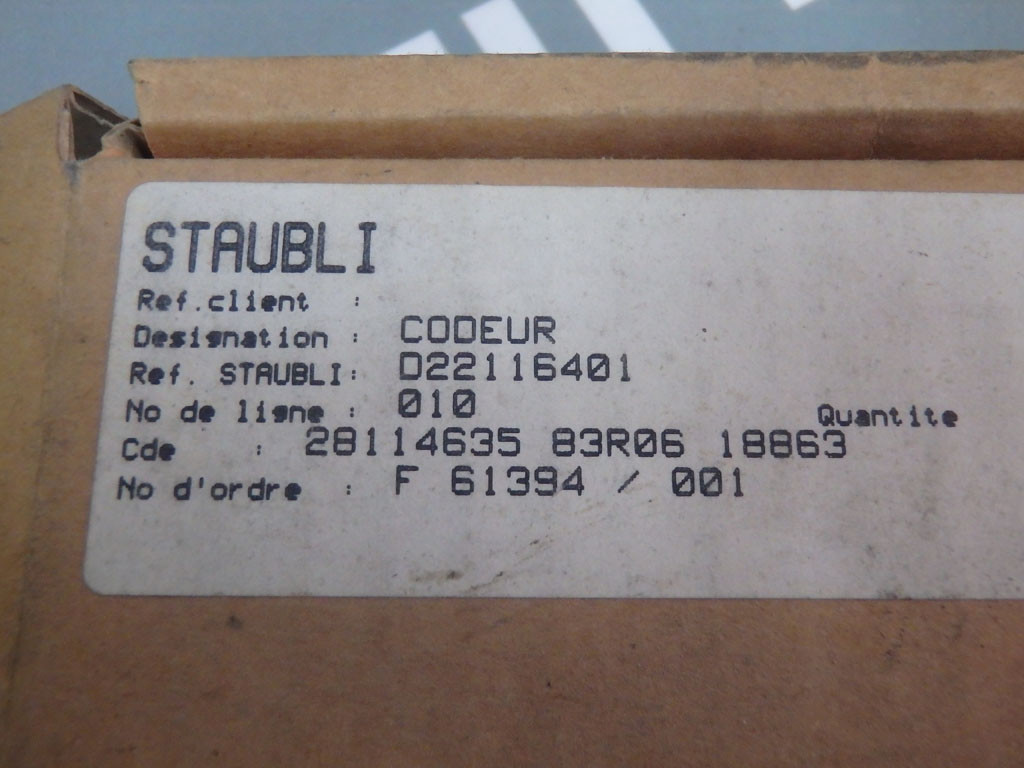 STAUBLI
Ref.client :
Designation : CODEUR
Ref. STAUBLI: D22116401
No de ligne : 010 Quantite
Cde : 28114635 83R06 18863
No d'ordre : F 61394 / 001